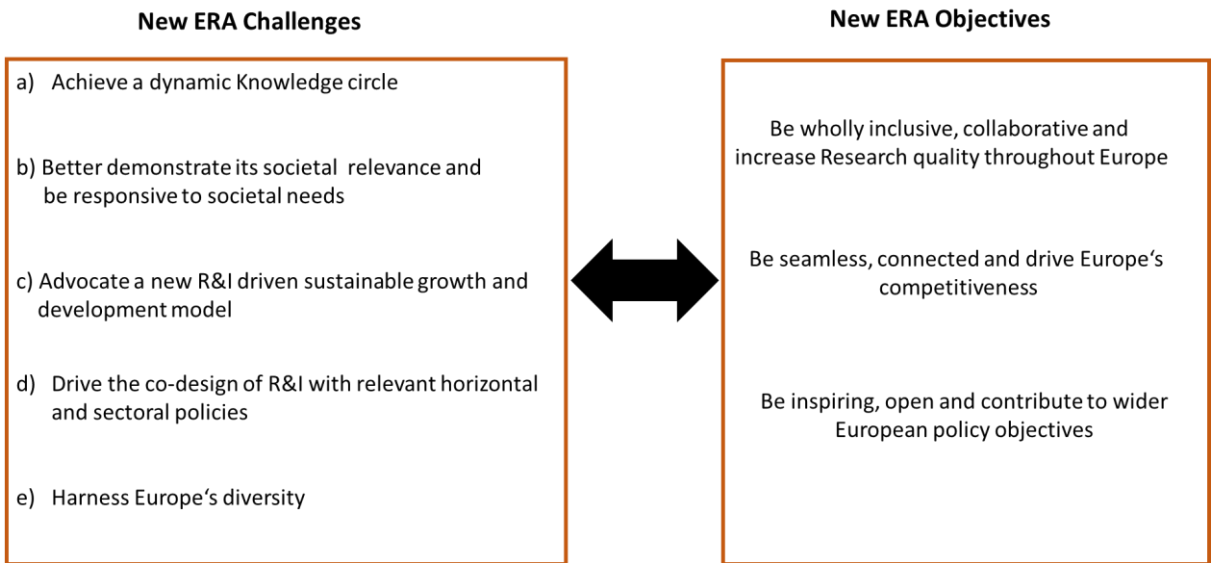 New ERA Challenges
a) Achieve a dynamic Knowledge circle
b) Better demonstrate its societal relevance and
be responsive to societal needs
c) Advocate a new R&I driven sustainable growth and
development model
d) Drive the co-design of R&I with relevant horizontal
and sectoral policies
e) Harness Europe‘s diversity
New ERA Objectives
Be wholly inclusive, collaborative and
increase Research quality throughout Europe
Be seamless, connected and drive Europe‘s
competitiveness
Be inspiring, open and contribute to wider
European policy objectives